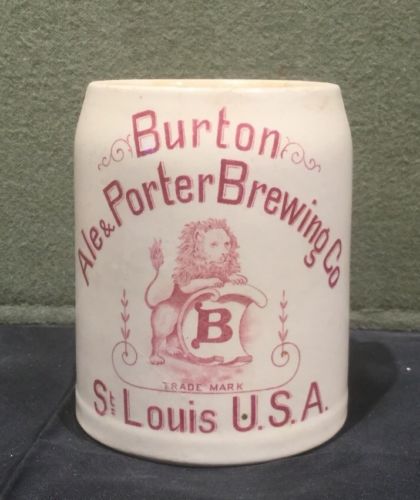 Burton
Ale & Porter Brewing Co
B
TRADE MARK
St Louis U.S.A.